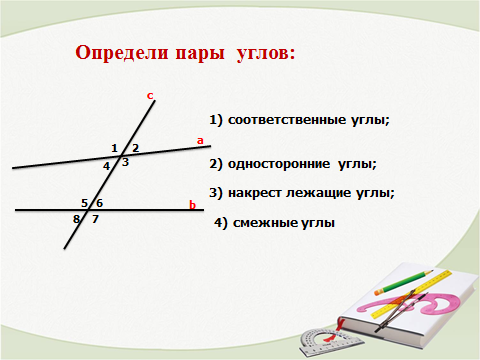 Определи пары углов:
c
1) соответственные углы;
1 2
a
4 3
2) односторонние углы;
3) накрест лежащие углы;
5 6
b
8 7
4) смежные углы